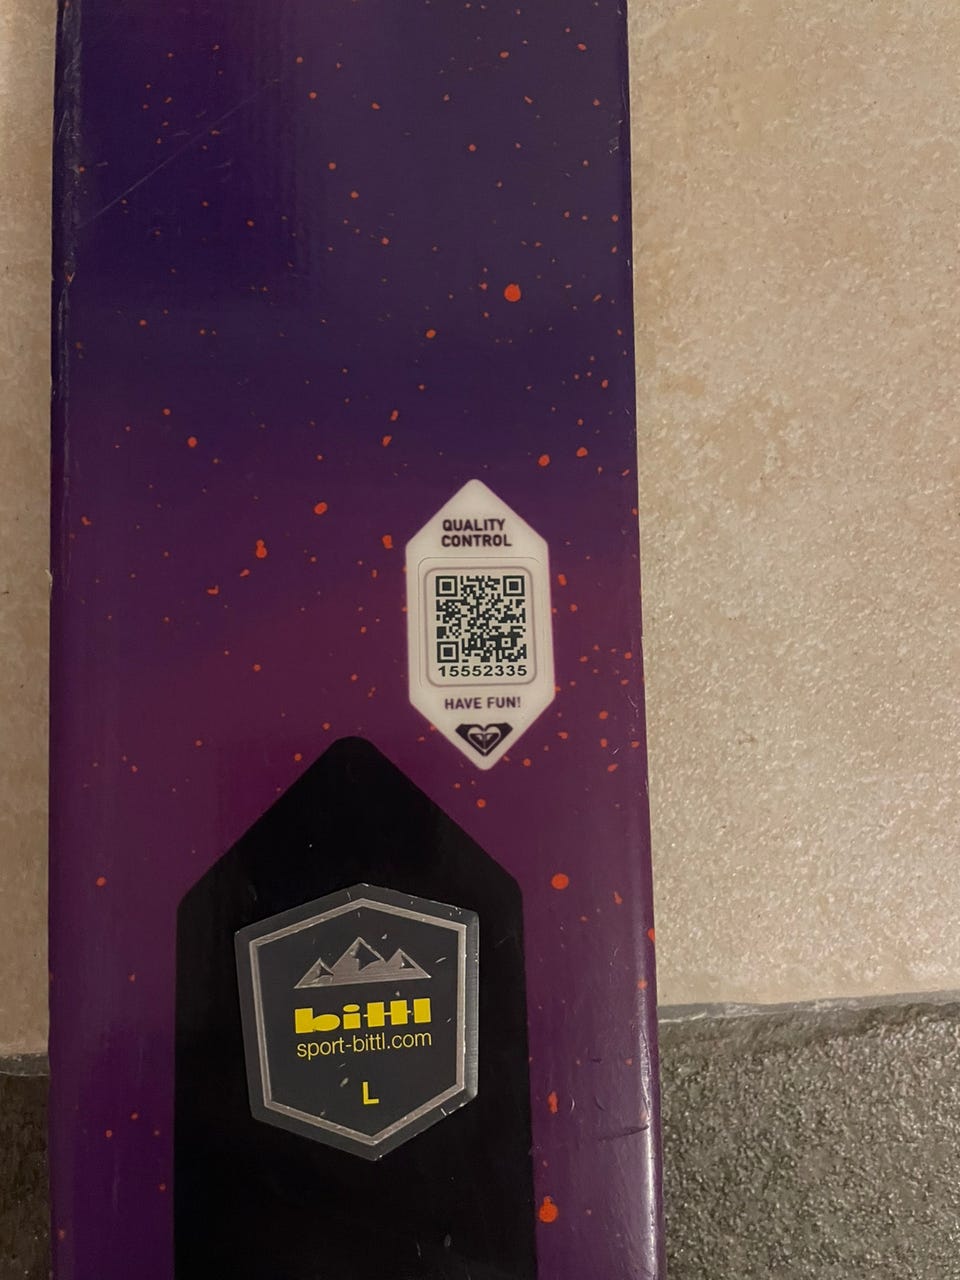 QUALITY
CONTROL
15552335
HAVE FUN!
bittl
sport-bittl.com
L